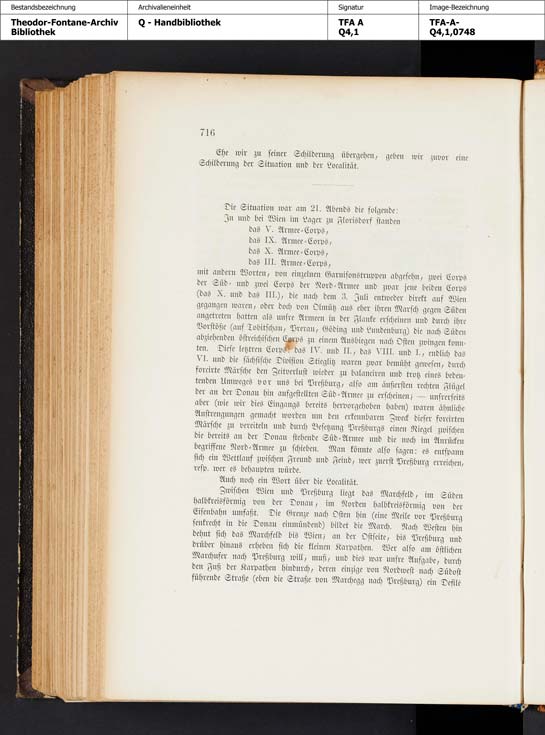 Bestandsbezeichnung Archivalieneinheit Signatur Image-Bezeichnung
Theodor-Fontane-Archiv Q - Handbibliothek TFA A TFA-A-
Bibliothek Q4,1 Q4,1,0748
716
Ehe wir zu seiner Schilderung übergehen, geben wir zuvor eine
Schilderung der Situation und der Localität.
Die Situation war am 21. Abends die folgende:
In und bei Wien im Lager zu Florisdorf standen
das V. Armee-Corps,
das IX. Armee-Corps,
das X. Armee-Corps,
das III. Armee-Corps,
mit andern Worten, von einzelnen Garnisonstruppen abgesehn, zwei Corps
der Süd- und zwei Corps der Nord-Armee und zwar jene beiden Corps
(das X. und das III.), die nach dem 3. Juli entweder direkt auf Wien
gegangen waren, oder doch von Olmütz aus eher ihren Marsch gegen Süden
angetreten hatten als unsre Armeen in der Flanke erscheinen und durch ihre
Vorstöße (auf Tobitschau, Prerau, Göding und Lundenburg) die nach Süden
abziehenden östreichischen Corps zu einem Ausbiegen nach Osten zwingen konn-
ten. Diese letztren Corps: das IV. und II., das VIII. und I., endlich das
VI. und die sächsische Division Stieglitz waren zwar bemüht gewesen, durch
forcirte Märsche den Zeitverlust wieder zu balanciren und trotz eines bedeu-
tenden Umweges vor uns bei Preßburg, also am äußersten rechten Flügel
der an der Donau hin aufgestellten Süd-Armee zu erscheinen; — unserseits
aber (wie wir dies Eingangs bereits hervorgehoben haben) waren ähnliche
Anstrengungen gemacht worden um den erkennbaren Zweck dieser forcirten
Märsche zu vereiteln und durch Besetzung Preßburgs einen Riegel zwischen
die bereits an der Donau stehende Süd-Armee und die noch im Anrücken
begriffene Nord-Armee zu schieben. Man könnte also sagen: es entspann
sich ein Wettlauf zwischen Freund und Feind, wer zuerst Preßburg erreichen,
resp. wer es behaupten würde.
Auch noch ein Wort über die Localität.
Zwischen Wien und Preßburg liegt das Marchfeld, im Süden
halbkreisförmig von der Donau, im Norden halbkreisförmig von der
Eisenbahn umfaßt. Die Grenze nach Osten hin (eine Meile vor Preßburg
senkrecht in die Donau einmündend) bildet die March. Nach Westen hin
dehnt sich das Marchfeld bis Wien; an der Ostseite, bis Preßburg und
drüber hinaus erheben sich die kleinen Karpathen. Wer also am östlichen
Marchufer nach Preßburg will, muß, und dies war unsre Aufgabe, durch
den Fuß der Karpathen hindurch, deren einzige von Nordwest nach Südost
führende Straße (eben die Straße von Marchegg nach Preßburg) ein Defilé